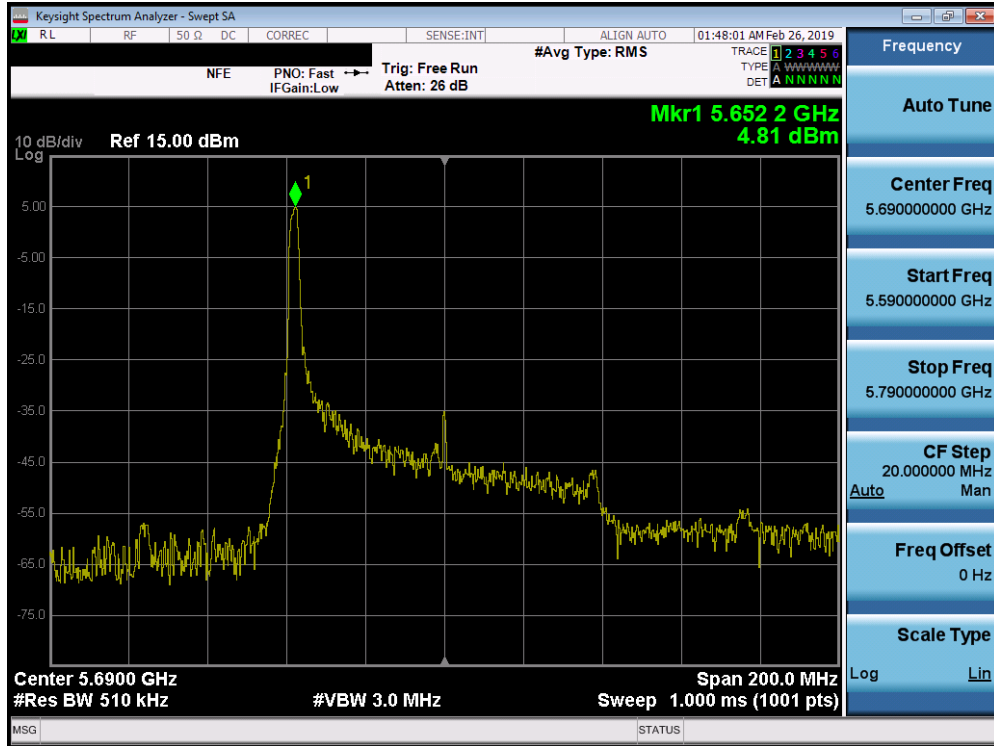 Keysight Spectrum Analyzer - Swept SA
LXI RL RF 50 Ω DC CORREC SENSE:INT ALIGN AUTO 01:48:01 AM Feb 26, 2019
NFE PNO: Fast IFGain:Low
Trig: Free Run
Atten: 26 dB
#Avg Type: RMS
TRACE 1 2 3 4 5 6
TYPE A WWWWW
DET A N N N N N
Mkr1 5.652 2 GHz
4.81 dBm
10 dB/div Ref 15.00 dBm
Log
1
5.00
-5.00
-15.0
-25.0
-35.0
-45.0
-55.0
-65.0
-75.0
Center 5.6900 GHz Span 200.0 MHz
#Res BW 510 kHz #VBW 3.0 MHz Sweep 1.000 ms (1001 pts)
MSG STATUS
Frequency
Auto Tune
Center Freq
5.690000000 GHz
Start Freq
5.590000000 GHz
Stop Freq
5.790000000 GHz
CF Step
20.000000 MHz
Auto Man
Freq Offset
0 Hz
Scale Type
Log Lin